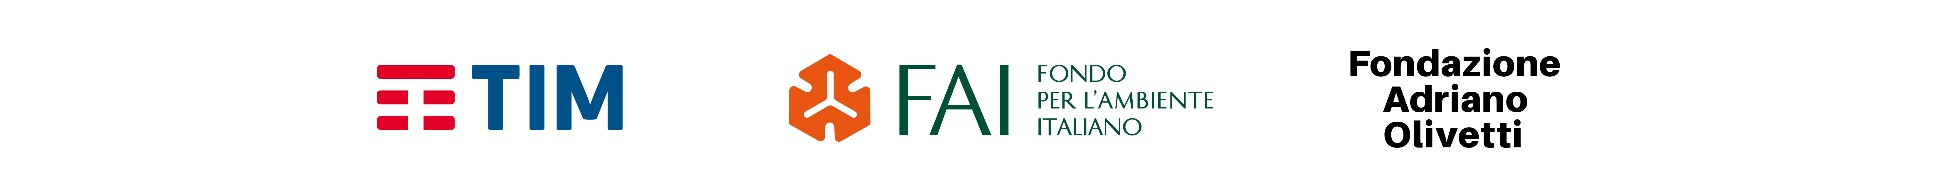 TIM
FAI
FONDO
PER L'AMBIENTE
ITALIANO
Fondazione
Adriano
Olivetti